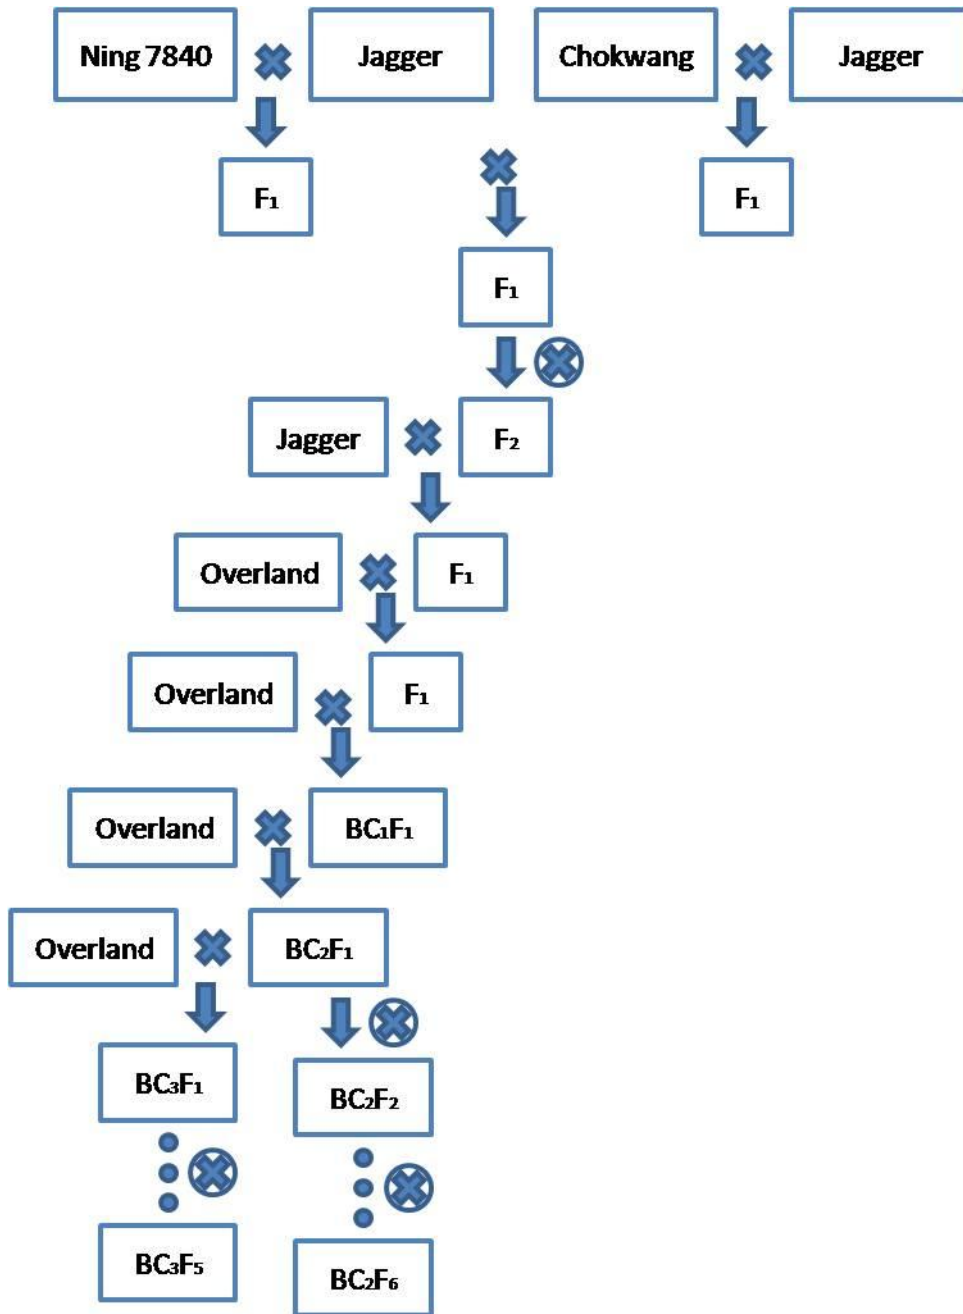 Ning 7840
Jagger
Chokwang
Jagger
F₁
F₁
F₁
Jagger
F₂
Overland
F₁
Overland
F₁
Overland
BC₁F₁
Overland
BC₂F₁
BC₃F₁
BC₂F₂
BC₃F₅
BC₂F₆